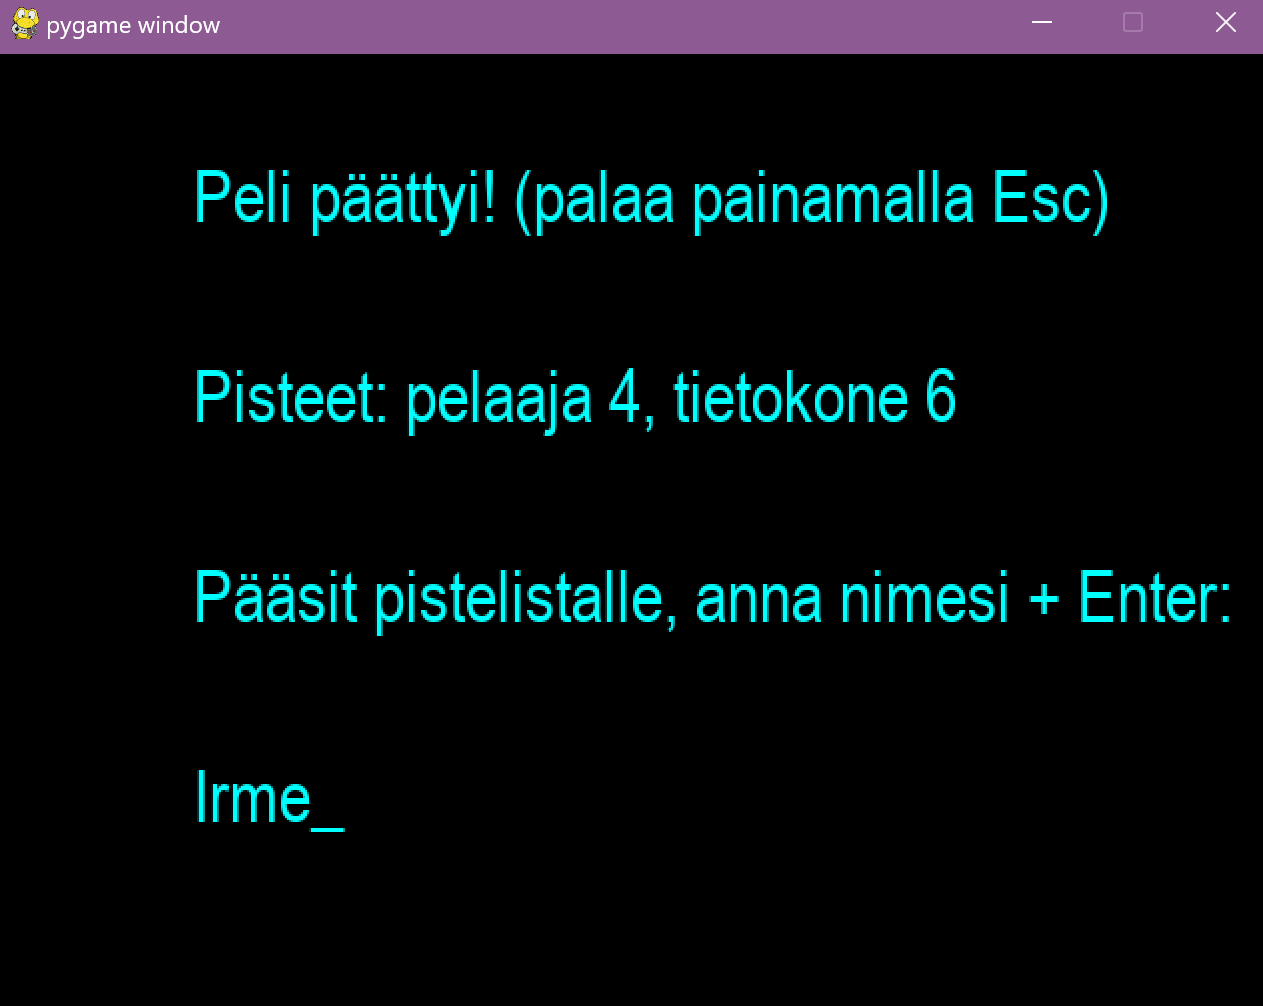 pygame window
Peli päättyi! (palaa painamalla Esc)
Pisteet: pelaaja 4, tietokone 6
Pääsit pistelistalle, anna nimesi + Enter:
Irme_